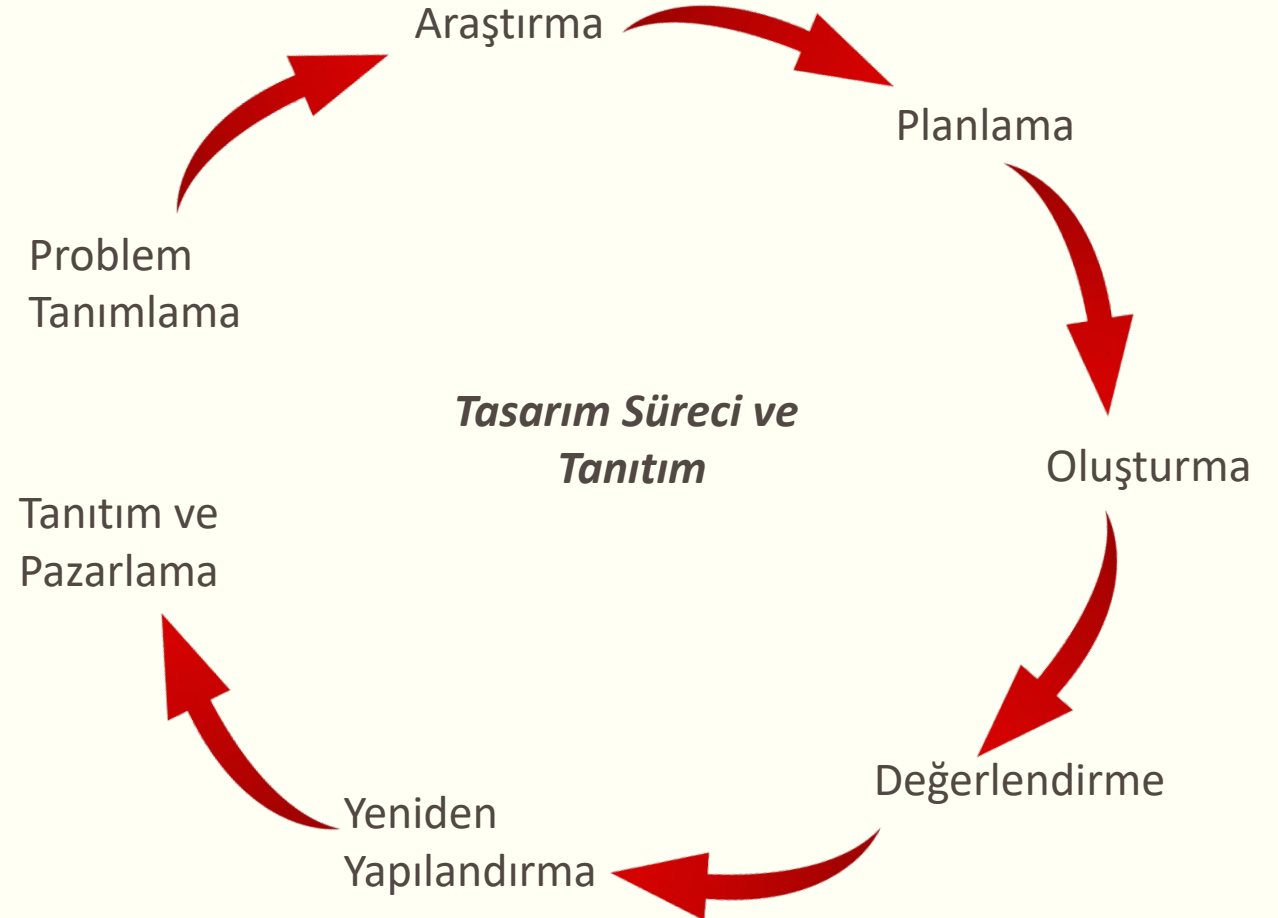 Araştırma
Planlama
Problem
Tanımlama
Tasarım Süreci ve
Tanıtım
Oluşturma
Tanıtım ve
Pazarlama
Değerlendirme
Yeniden
Yapılandırma